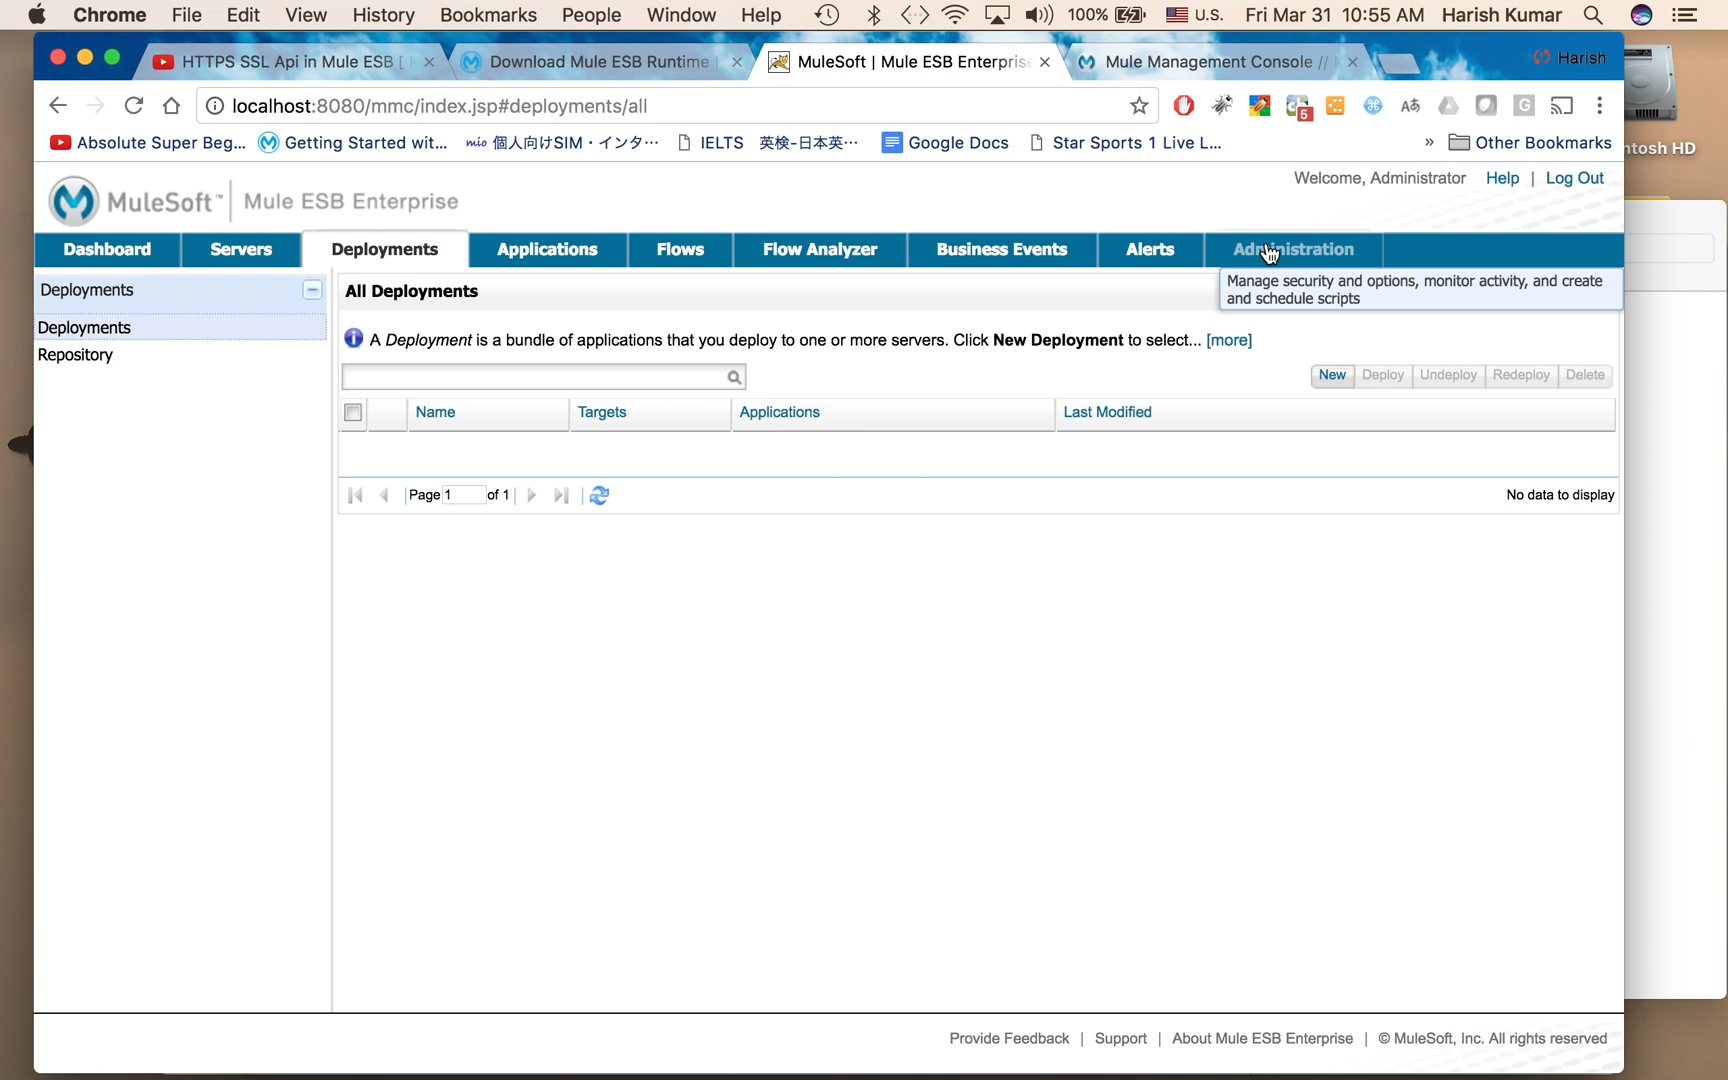 Chrome File Edit View History Bookmarks People Window Help 100% U.S. Fri Mar 31 10:55 AM Harish Kumar
HTTPS SSL Api in Mule ESB [ Download Mule ESB Runtime | MuleSoft | Mule ESB Enterprise Mule Management Console // Harish
localhost:8080/mmc/index.jsp#deployments/all
5 G
Absolute Super Beg... Getting Started wit... mio 個人向けSIM・インタ… IELTS 英検-日本英… Google Docs Star Sports 1 Live L... » Other Bookmarks
ntosh HD
Welcome, Administrator Help | Log Out
MuleSoft™ Mule ESB Enterprise
Dashboard Servers Deployments Applications Flows Flow Analyzer Business Events Alerts Administration
Manage security and options, monitor activity, and create
and schedule scripts
Deployments
Deployments
Repository
All Deployments
A Deployment is a bundle of applications that you deploy to one or more servers. Click New Deployment to select... [more]
New Deploy Undeploy Redeploy Delete
Name Targets Applications Last Modified
Page 1 of 1 No data to display
Provide Feedback | Support | About Mule ESB Enterprise | © MuleSoft, Inc. All rights reserved